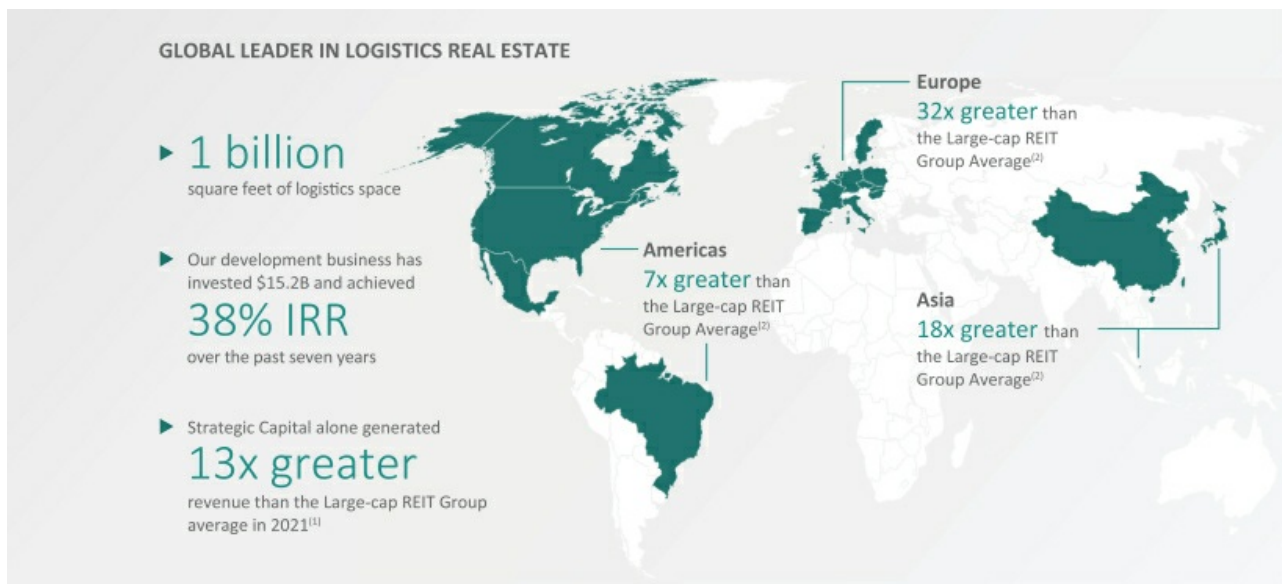 GLOBAL LEADER IN LOGISTICS REAL ESTATE
1 billion
square feet of logistics space
Our development business has
invested $15.2B and achieved
38% IRR
over the past seven years
Strategic Capital alone generated
13x greater
revenue than the Large-cap REIT Group
average in 2021(1)
Americas
7x greater than
the Large-cap REIT
Group Average(2)
Europe
32x greater than
the Large-cap REIT
Group Average(2)
Asia
18x greater than
the Large-cap REIT
Group Average(2)